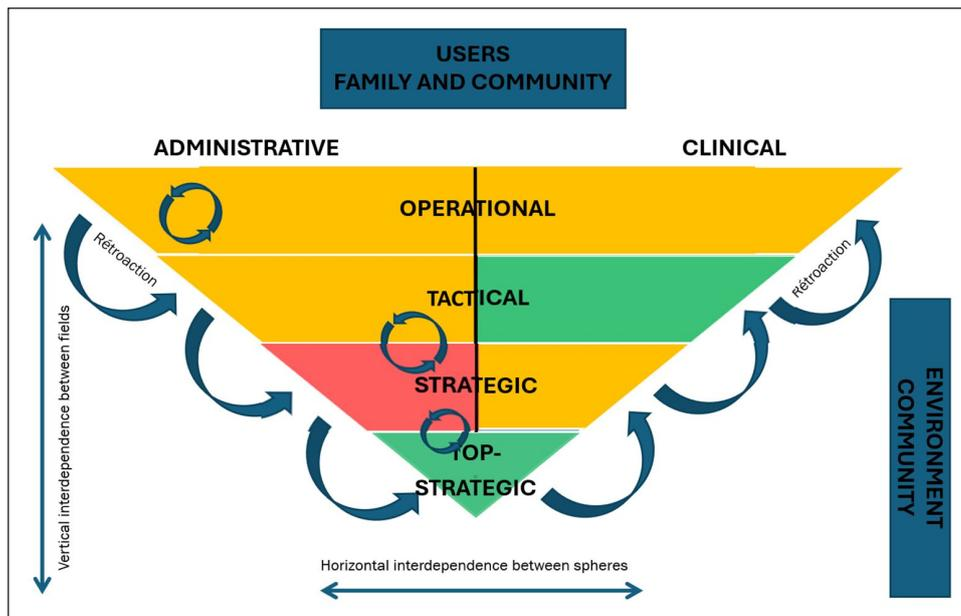 USERS
FAMILY AND COMMUNITY
ADMINISTRATIVE
CLINICAL
OPERATIONAL
Rétroaction
Rétroaction
TACTICAL
STRATEGIC
TOP-
STRATEGIC
Vertical interdependence between fields
ENVIRONMENT
COMMUNITY
Horizontal interdependence between spheres